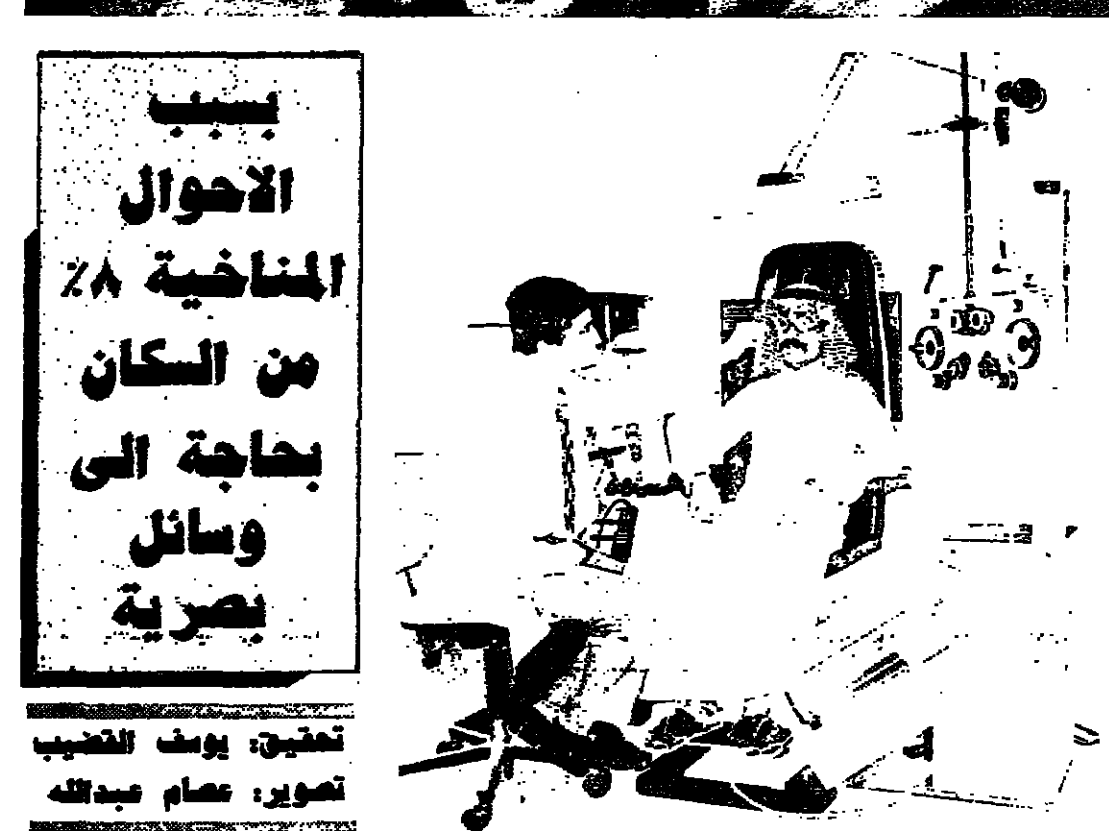 بسبب
الاحوال
المناخية ٨٪
من السكان
بحاجة الى
وسائل
بصرية
تحقيق: يوسف القضيب
تصوير: عصام عبدالله